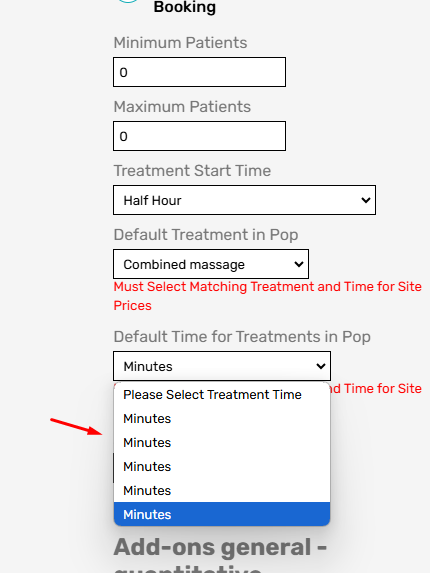 Booking
Minimum Patients
0
Maximum Patients
0
Treatment Start Time
Half Hour
Default Treatment in Pop
Combined massage
Must Select Matching Treatment and Time for Site
Prices
Default Time for Treatments in Pop
Minutes
nd Time for Site
Please Select Treatment Time
Minutes
Minutes
Minutes
Minutes
Minutes
Add-ons general -
quantitative